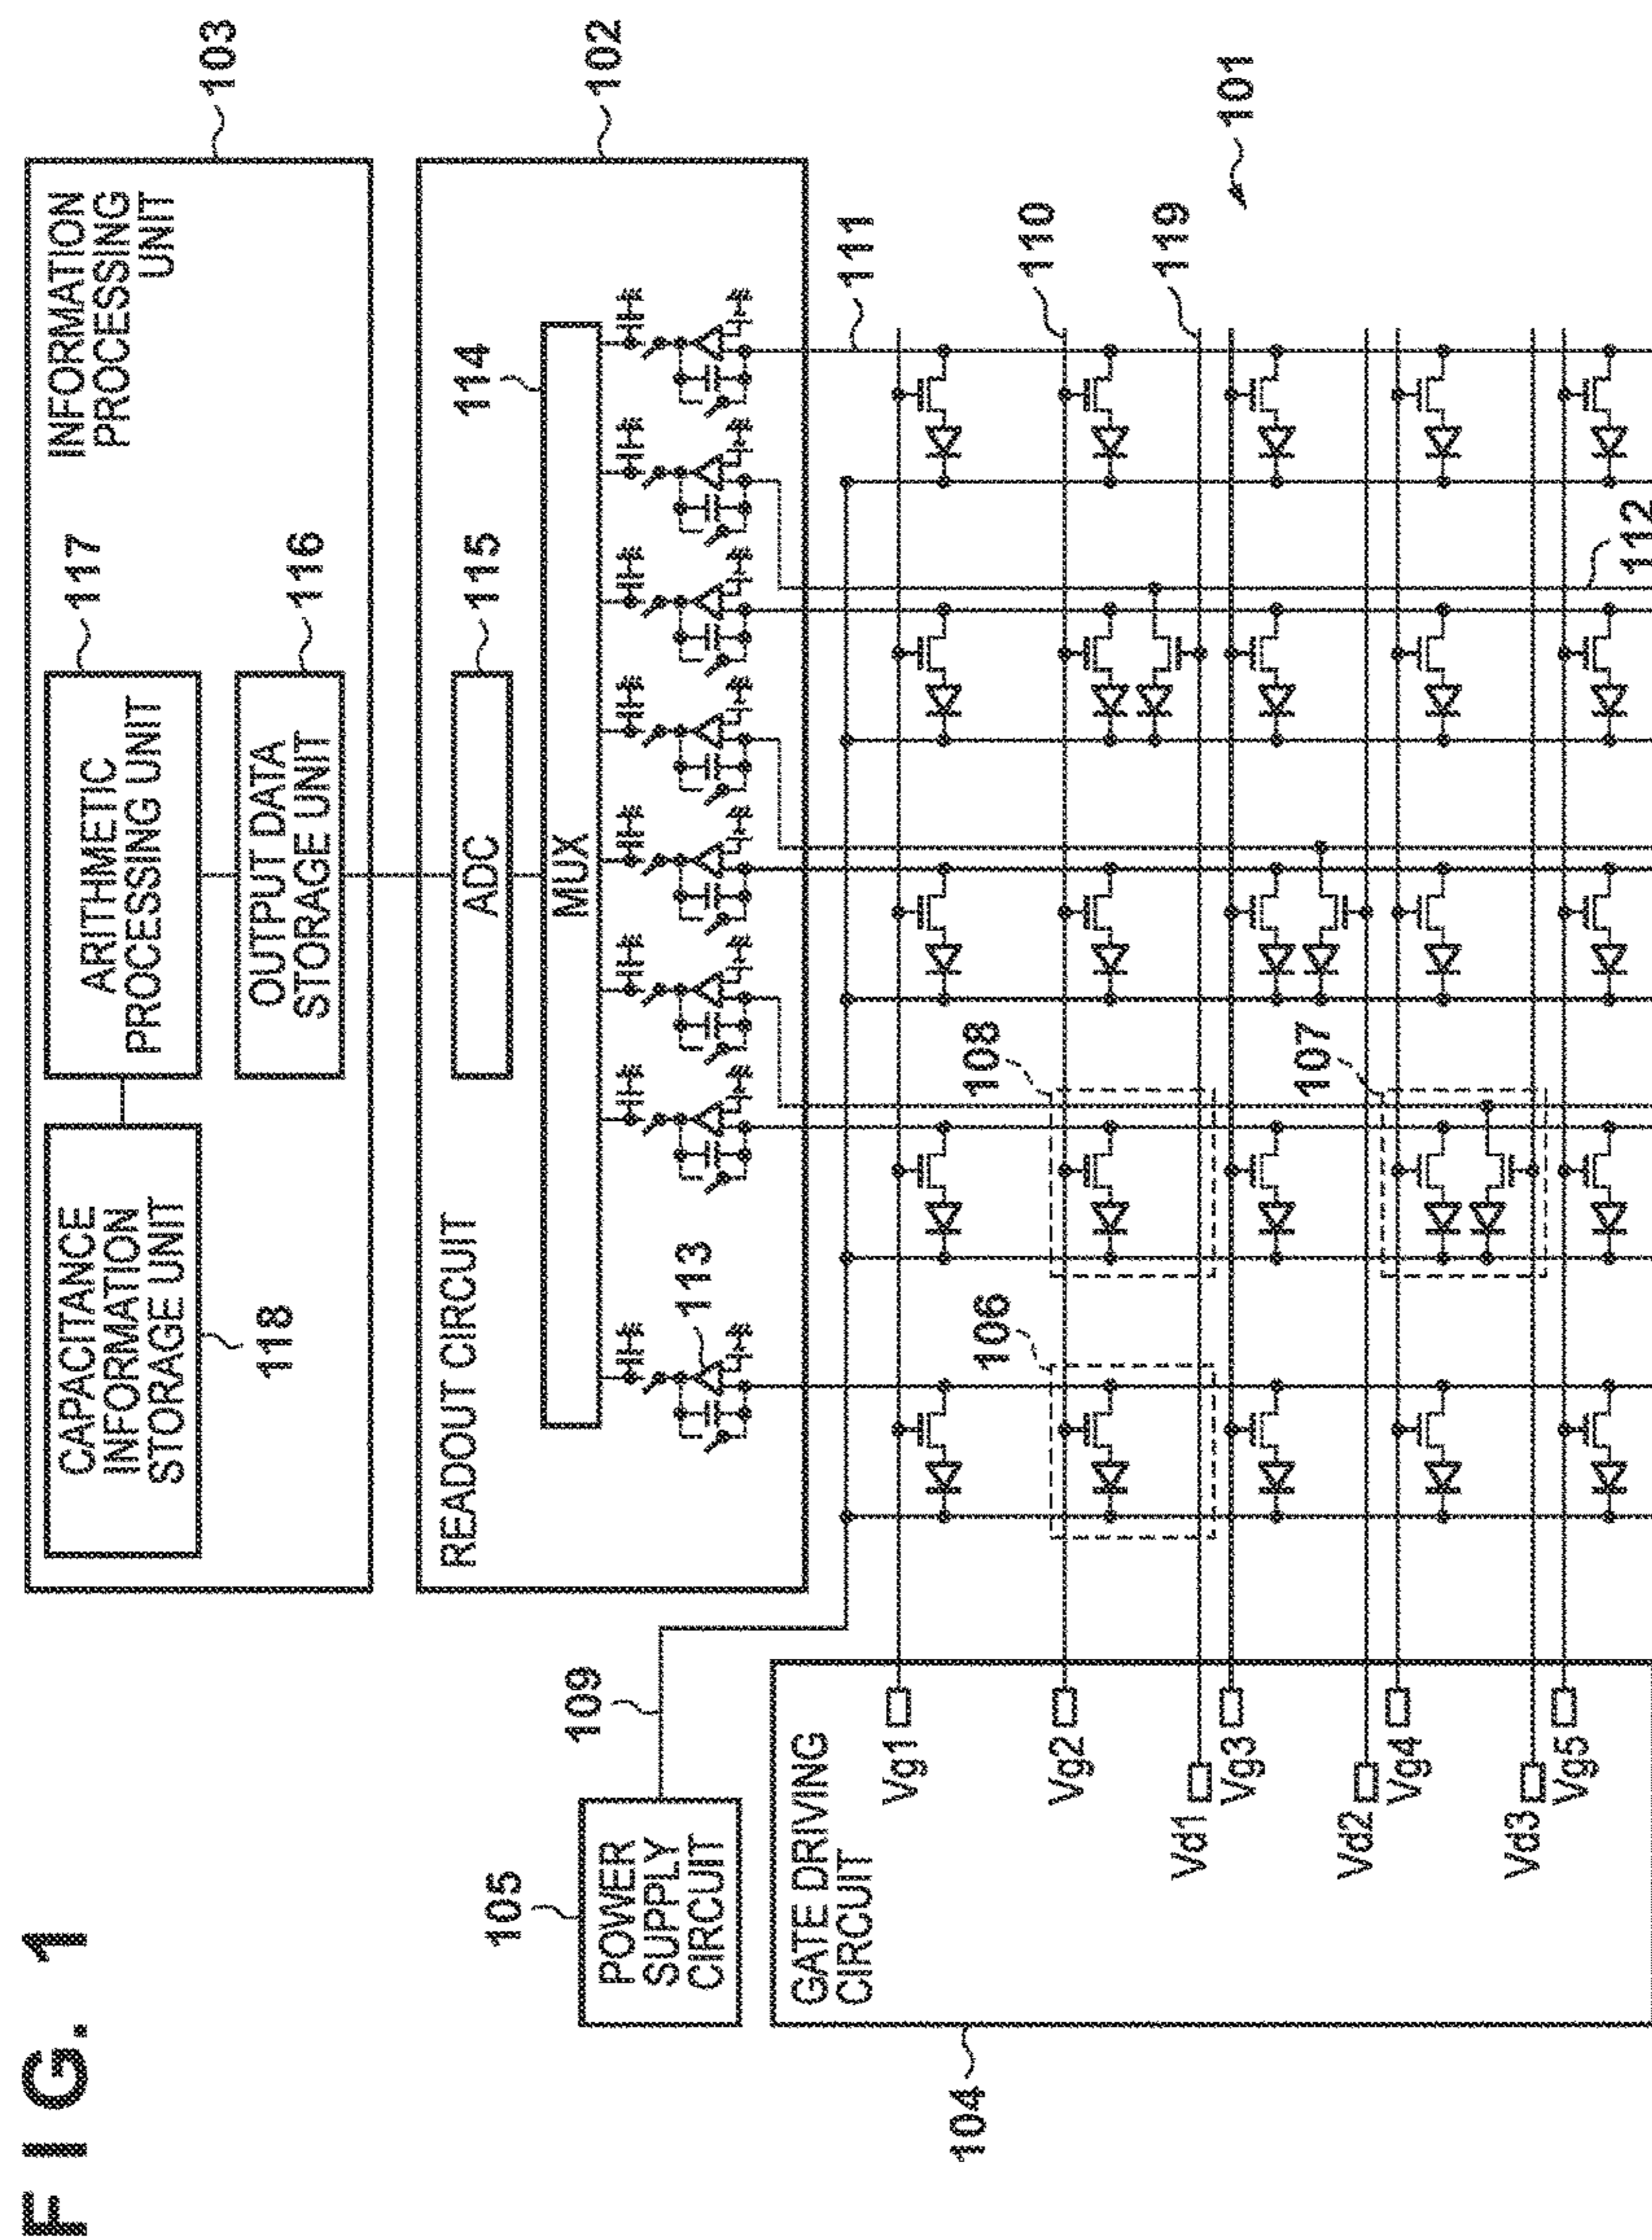 FIG. 1
103
INFORMATION
PROCESSING
UNIT
117
ARITHMETIC
PROCESSING UNIT
116
OUTPUT DATA
STORAGE UNIT
CAPACITANCE
INFORMATION
STORAGE UNIT
118
102
READOUT CIRCUIT
115
ADC
114
MUX
113
105
POWER
SUPPLY
CIRCUIT
109
104
GATE DRIVING
CIRCUIT
Vg1
Vg2
Vd1
Vg3
Vd2
Vg4
Vd3
Vg5
106
108
107
111
110
119
112
101